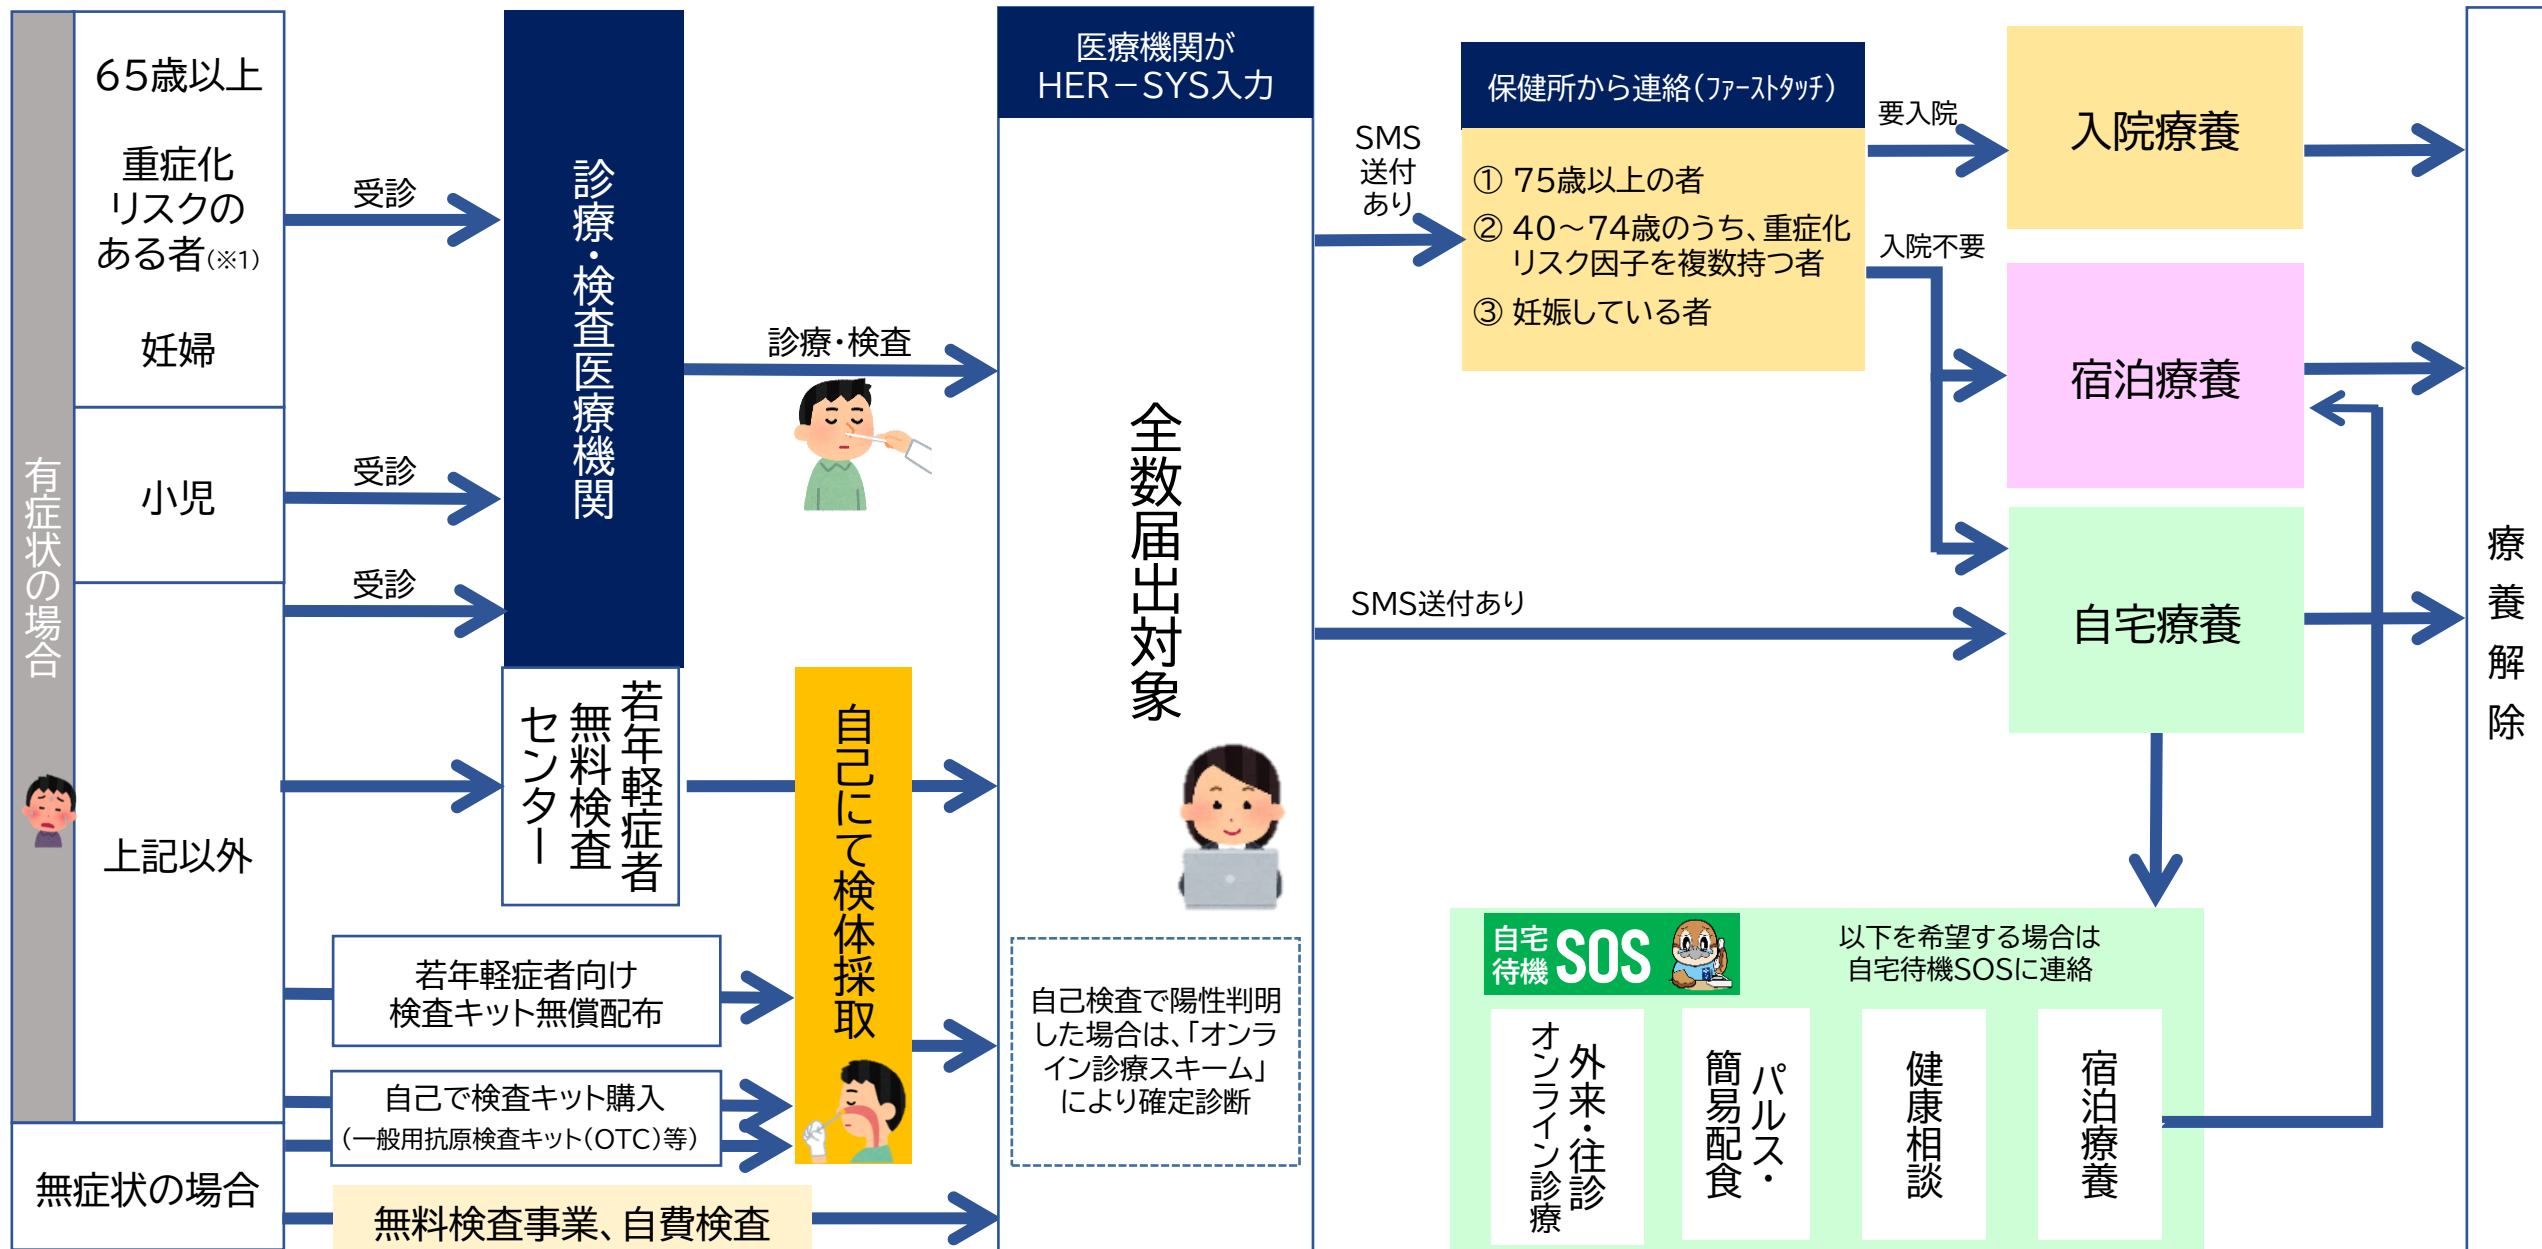 有症状の場合
65歳以上
重症化
リスクの
ある者(※1)
妊婦
小児
上記以外
無症状の場合
受診
受診
受診
診療・検査医療機関
若年軽症者
無料検査
センター
若年軽症者向け
検査キット無償配布
自己で検査キット購入
(一般用抗原検査キット(OTC)等)
無料検査事業、自費検査
診療・検査
自己にて検体採取
医療機関が
HER－SYS入力
全数届出対象
自己検査で陽性判明
した場合は、「オンラ
イン診療スキーム」
により確定診断
SMS
送付
あり
SMS送付あり
保健所から連絡(ﾌｧｰｽﾄﾀｯﾁ)
① 75歳以上の者
② 40～74歳のうち、重症化
リスク因子を複数持つ者
③ 妊娠している者
要入院
入院不要
入院療養
宿泊療養
自宅療養
自宅
待機
SOS
以下を希望する場合は
自宅待機SOSに連絡
外来・往診
オンライン診療
パルス・
簡易配食
健康相談
宿泊療養
療養解除